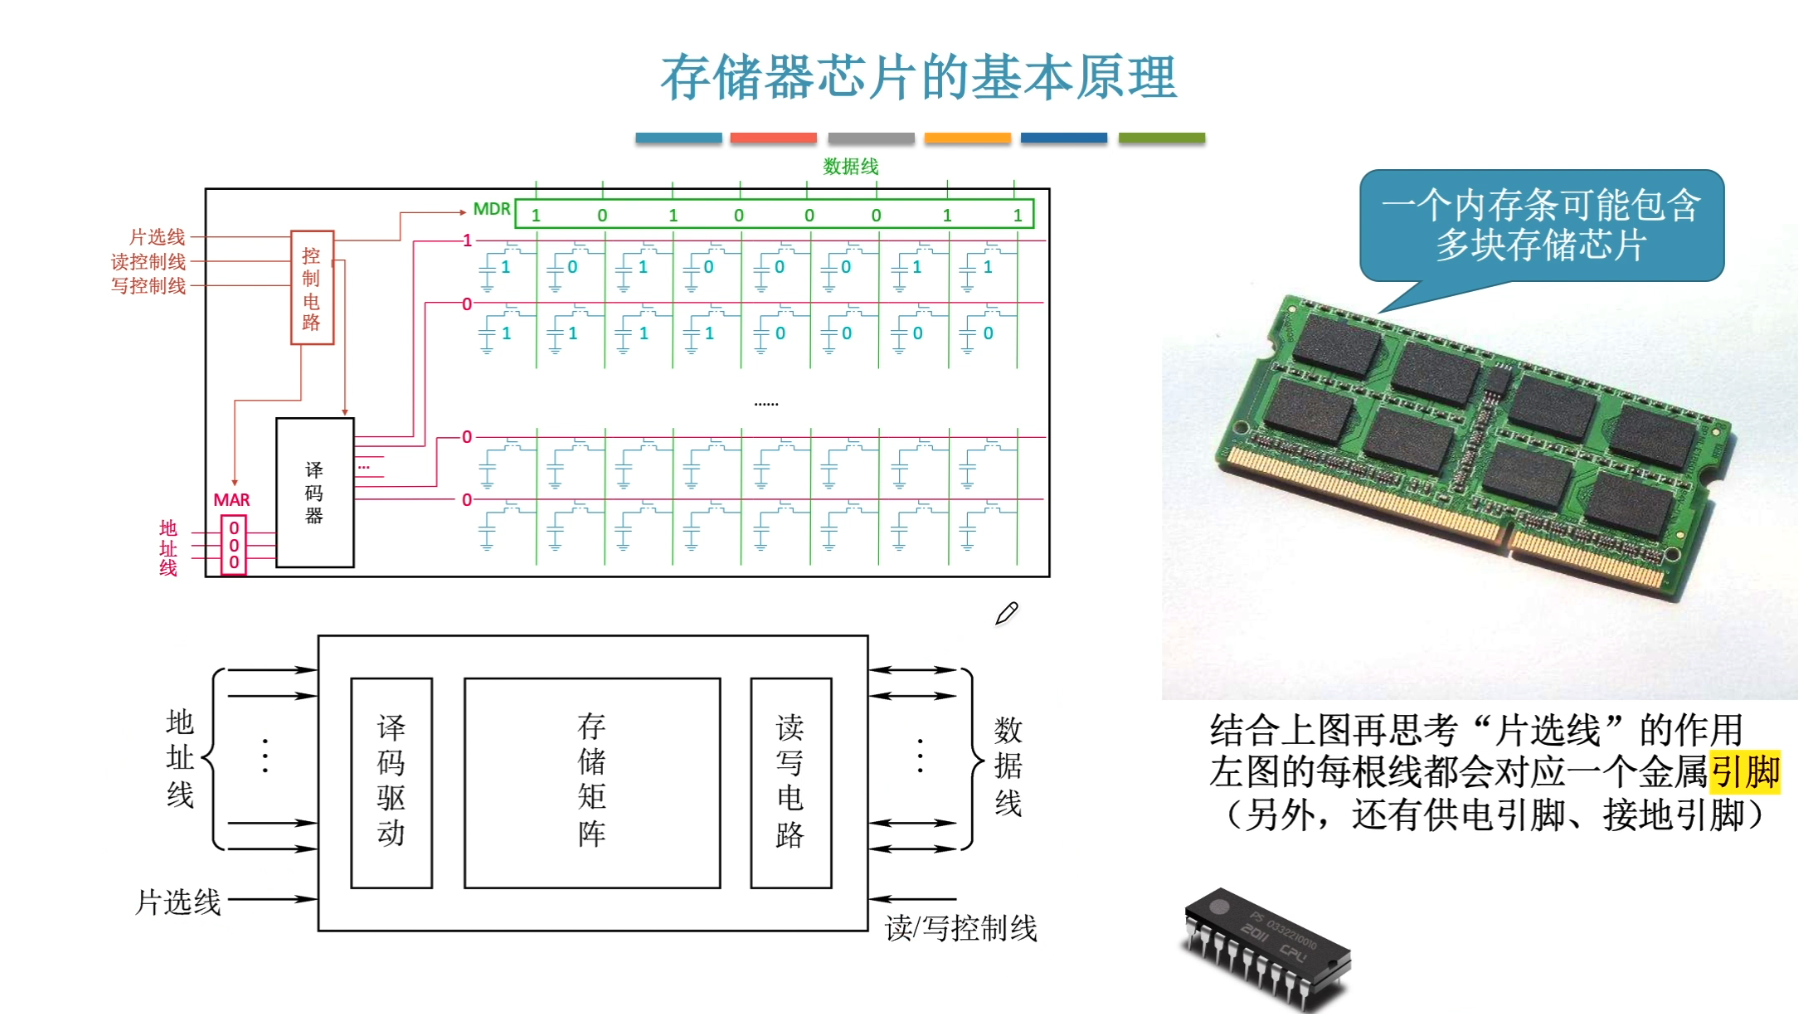 存储器芯片的基本原理
数据线
MDR 1 0 1 0 0 0 1 1
片选线
读控制线
写控制线
控制电路
1
1 0 1 0 0 0 1 1
0
1 1 1 1 0 0 0 0
......
0
0
...
译码器
MAR
0
0
0
地址线
一个内存条可能包含
多块存储芯片
地址线
译码驱动
存储矩阵
读写电路
数据线
片选线
读/写控制线
结合上图再思考“片选线”的作用
左图的每根线都会对应一个金属引脚
（另外，还有供电引脚、接地引脚）
PS 0332210010
2011 CPU